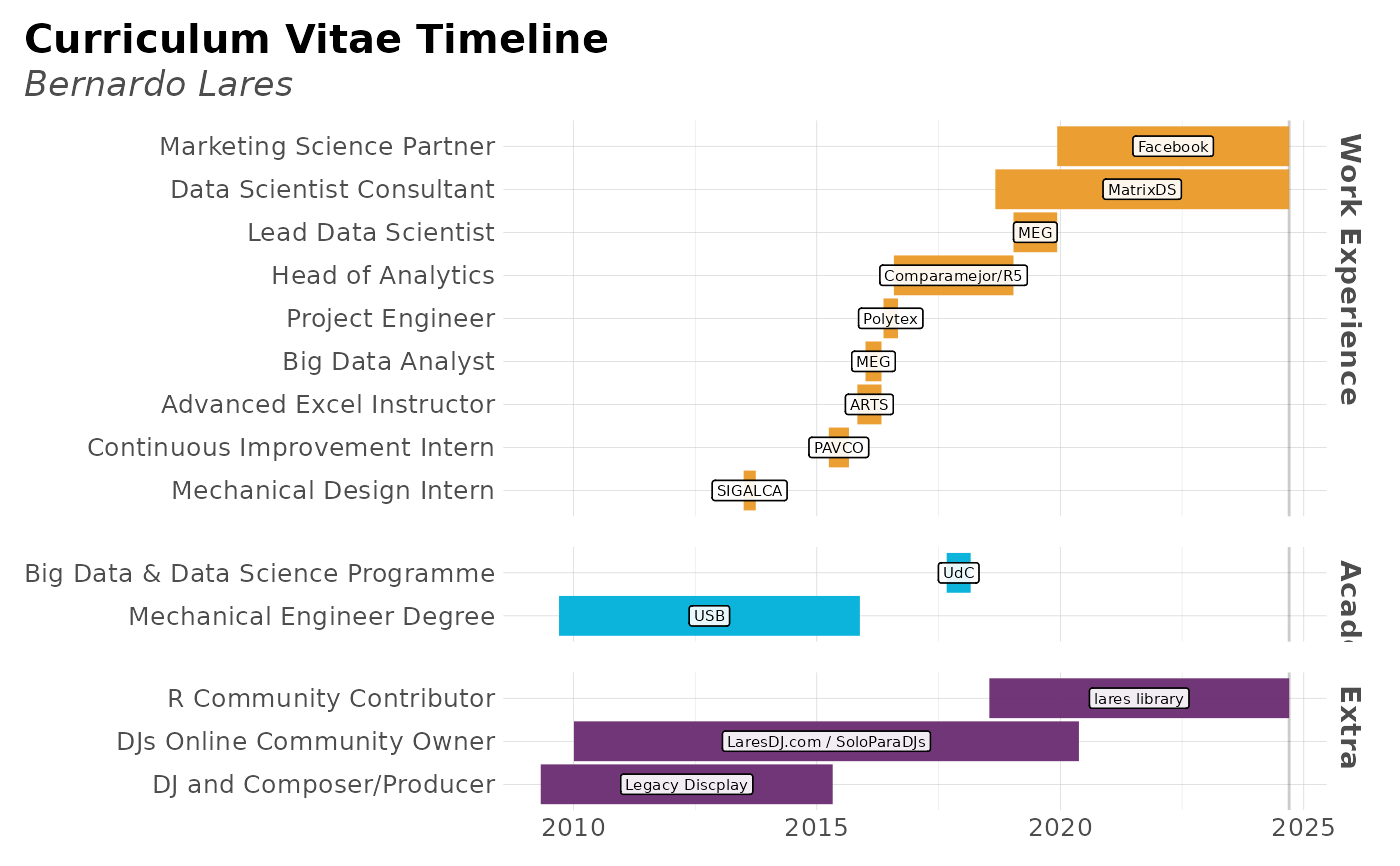 Curriculum Vitae Timeline
Bernardo Lares
Marketing Science Partner
Facebook
Data Scientist Consultant
MatrixDS
Lead Data Scientist
MEG
Head of Analytics
Comparamejor/R5
Project Engineer
Polytex
Big Data Analyst
MEG
Advanced Excel Instructor
ARTS
Continuous Improvement Intern
PAVCO
Mechanical Design Intern
SIGALCA
Work Experience
Big Data & Data Science Programme
UdC
Mechanical Engineer Degree
USB
R Community Contributor
lares library
DJs Online Community Owner
LaresDJ.com / SoloParaDJs
DJ and Composer/Producer
Legacy Discplay
Extra
2010 2015 2020 2025